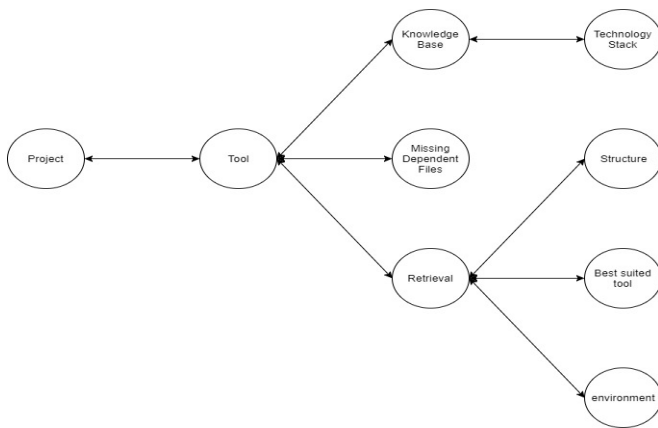 Knowledge
Base
Technology
Stack
Project
Tool
Missing
Dependent
Files
Structure
Retrieval
Best suited
tool
environment